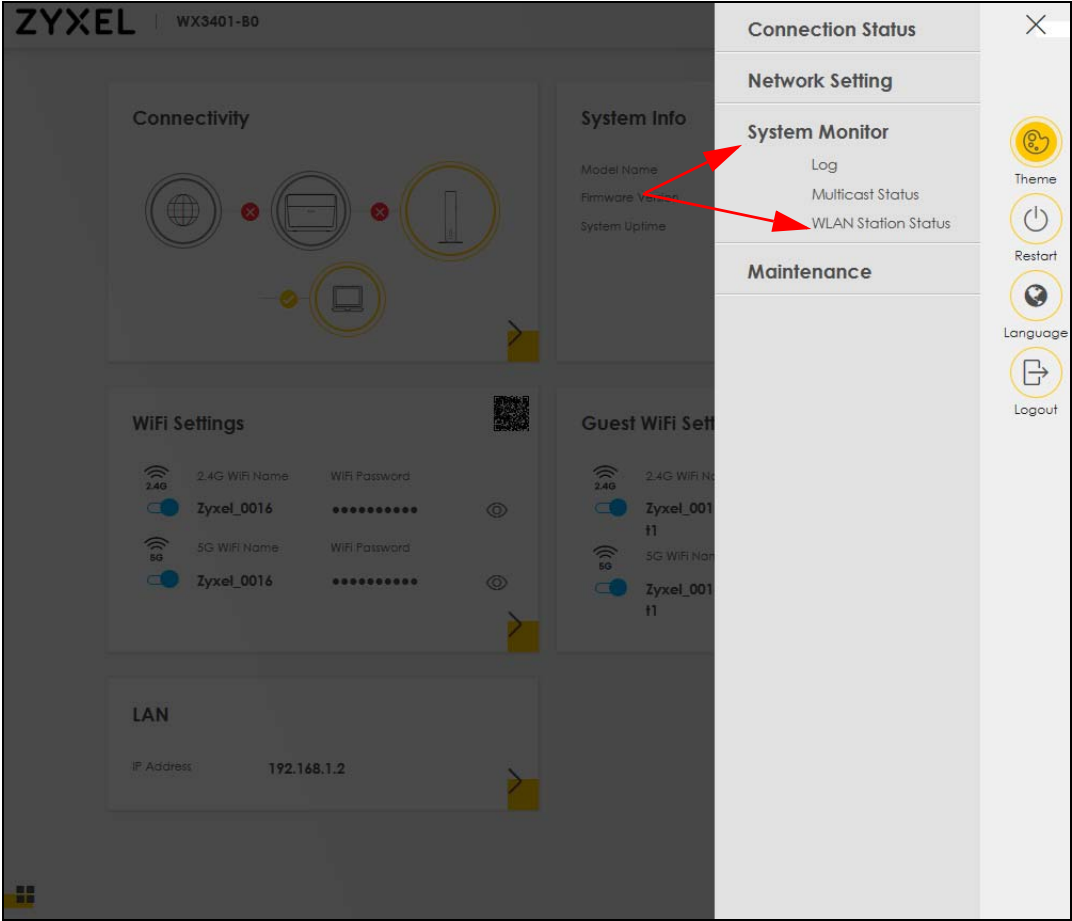 ZYXEL | WX3401-B0
Connectivity
System Info
Model Name
Firmware Version
System Uptime
WiFi Settings
2.4G
2.4G WiFi Name WiFi Password
Zyxel_0016 ••••••••••
5G
5G WiFi Name WiFi Password
Zyxel_0016 ••••••••••
Guest WiFi Sett
2.4G
2.4G WiFi Na
Zyxel_001
t1
5G
5G WiFi Nam
Zyxel_001
t1
LAN
IP Address 192.168.1.2
Connection Status
Network Setting
System Monitor
Log
Multicast Status
WLAN Station Status
Maintenance
Theme
Restart
Language
Logout